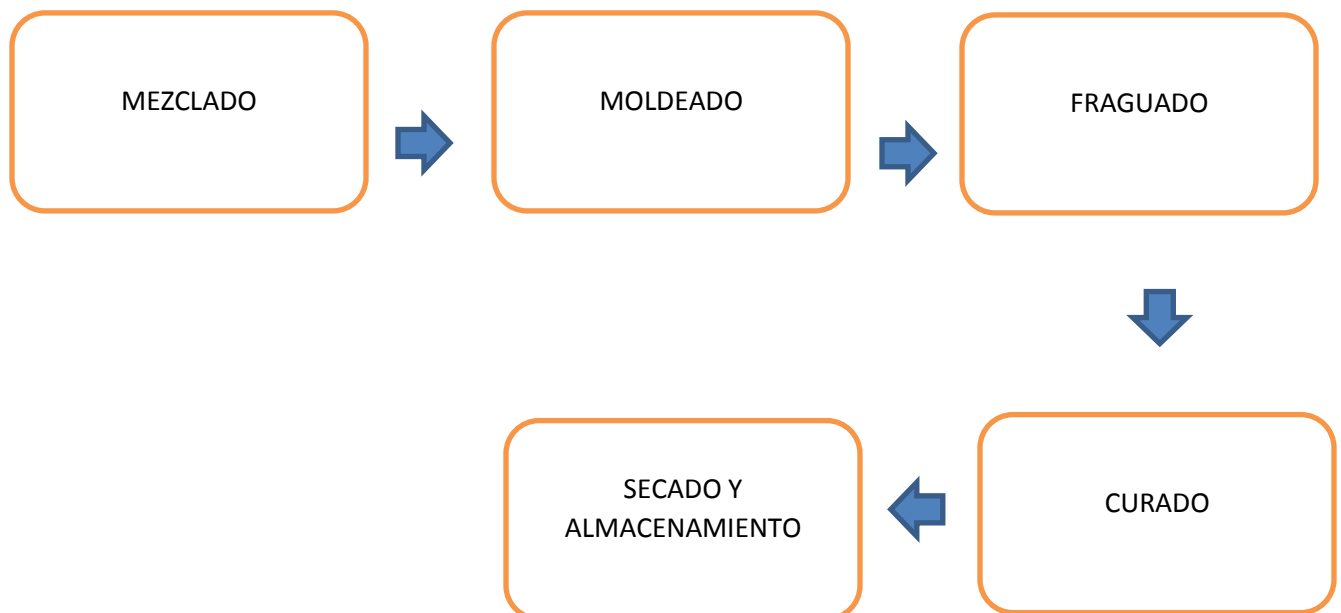 MEZCLADO
MOLDEADO
FRAGUADO
CURADO
SECADO Y
ALMACENAMIENTO